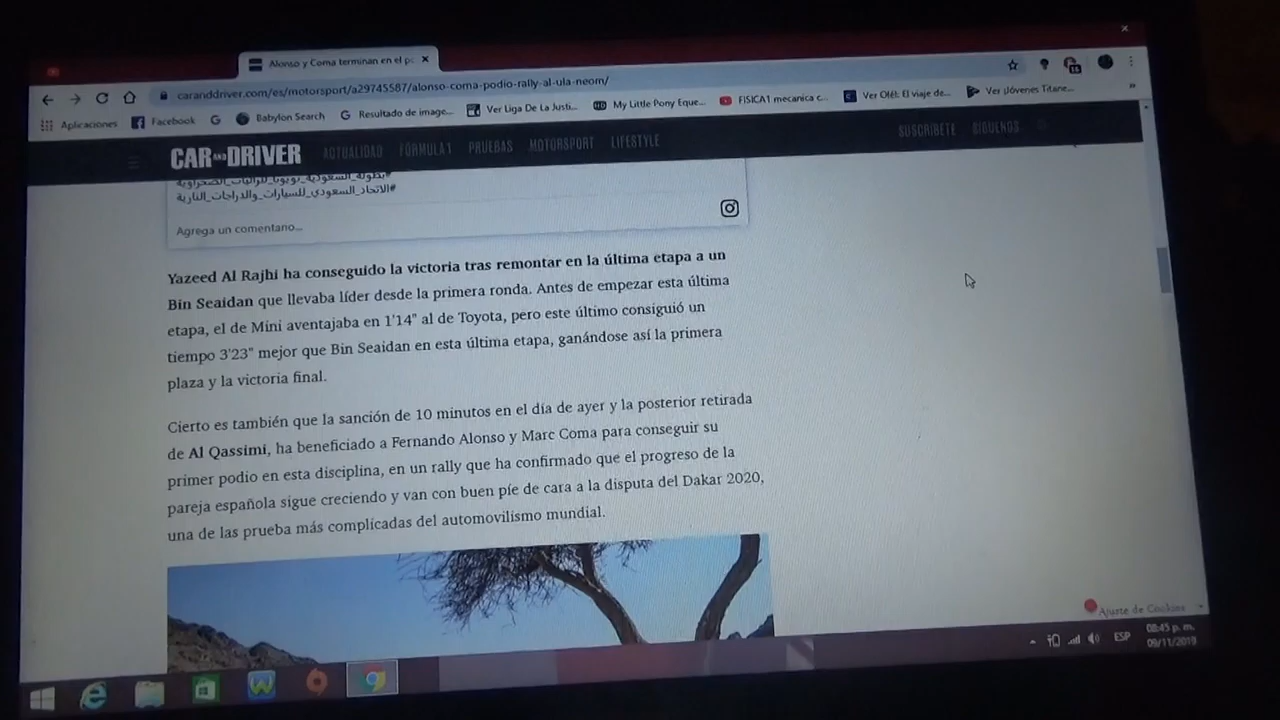 Alonso y Coma terminan en el po
caranddriver.com/es/motorsport/a29745587/alonso-coma-podio-rally-al-ula-neom/
Aplicaciones Facebook Babylon Search Resultado de image... Ver Liga De La Justi... My Little Pony Eque... FISICA1 mecanica c... Ver Olé!: El viaje de... Ver ¡Jóvenes Titane...
CAR AND DRIVER ACTUALIDAD FÓRMULA 1 PRUEBAS MOTORSPORT LIFESTYLE SUSCRÍBETE SÍGUENOS
#بطولة_السعودية_تويوتا_للراليات_الصحراوية
#الاتحاد_السعودي_للسيارات_والدراجات_النارية
Agrega un comentario...
Yazeed Al Rajhi ha conseguido la victoria tras remontar en la última etapa a un
Bin Seaidan que llevaba líder desde la primera ronda. Antes de empezar esta última
etapa, el de Mini aventajaba en 1'14" al de Toyota, pero este último consiguió un
tiempo 3'23" mejor que Bin Seaidan en esta última etapa, ganándose así la primera
plaza y la victoria final.
Cierto es también que la sanción de 10 minutos en el día de ayer y la posterior retirada
de Al Qassimi, ha beneficiado a Fernando Alonso y Marc Coma para conseguir su
primer podio en esta disciplina, en un rally que ha confirmado que el progreso de la
pareja española sigue creciendo y van con buen píe de cara a la disputa del Dakar 2020,
una de las prueba más complicadas del automovilismo mundial.
Ajuste de Cookies
ESP 08:45 p. m.
09/11/2019